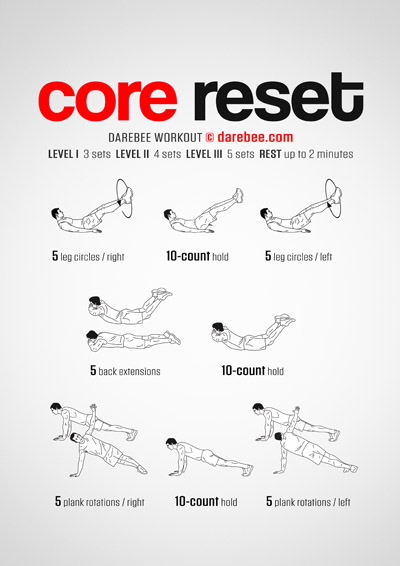 core reset
DAREBEE WORKOUT © darebee.com
LEVEL I 3 sets LEVEL II 4 sets LEVEL III 5 sets REST up to 2 minutes
5 leg circles / right
10-count hold
5 leg circles / left
5 back extensions
10-count hold
5 plank rotations / right
10-count hold
5 plank rotations / left